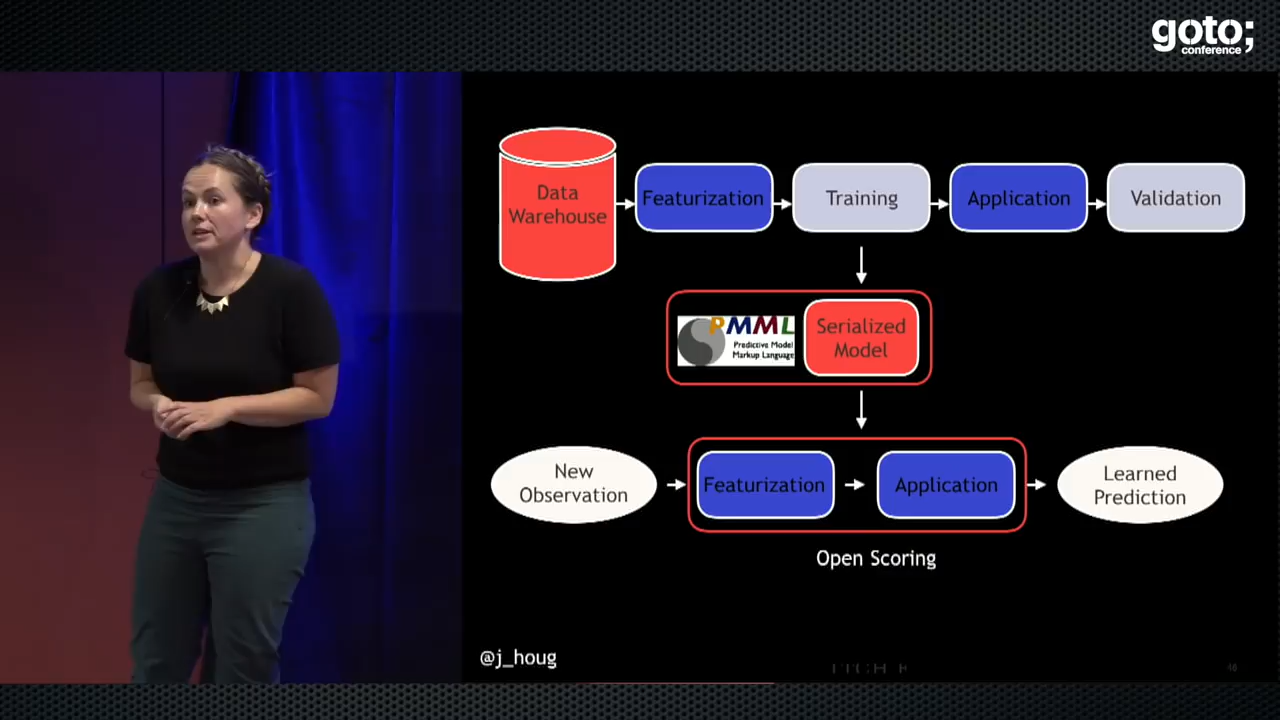 goto;
conference
Data
Warehouse
Featurization
Training
Application
Validation
PMML
Predictive Model
Markup Language
Serialized
Model
New
Observation
Featurization
Application
Learned
Prediction
Open Scoring
@j_houg